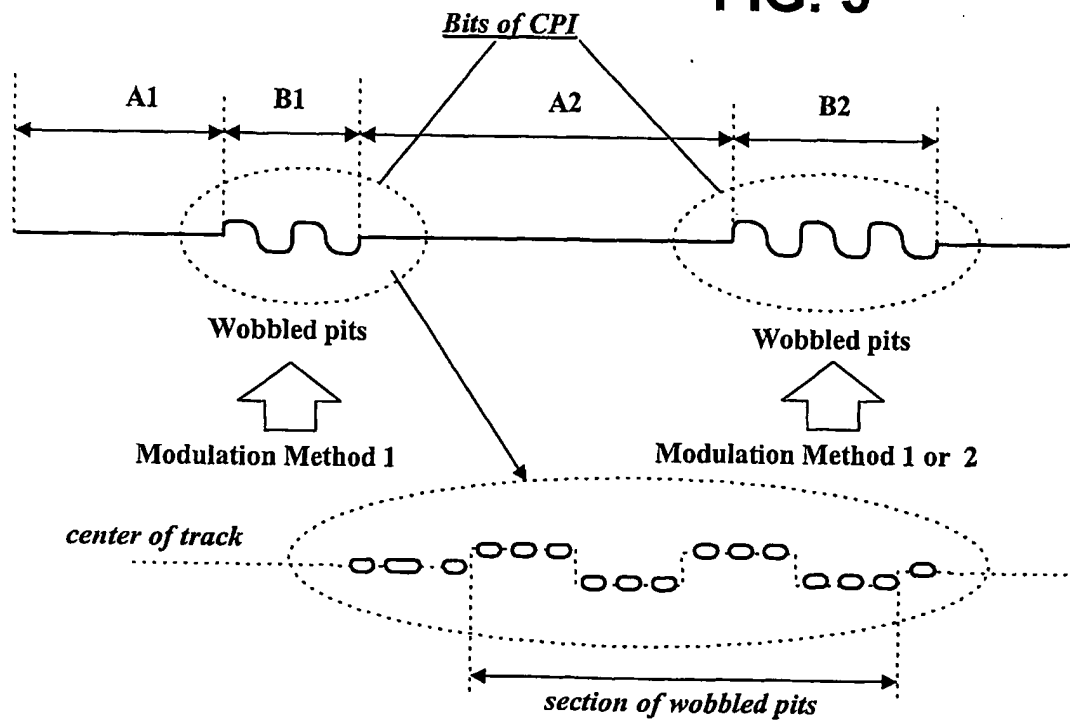 Bits of CPI
A1
B1
A2
B2
Wobbled pits
Wobbled pits
Modulation Method 1
Modulation Method 1 or 2
center of track
section of wobbled pits